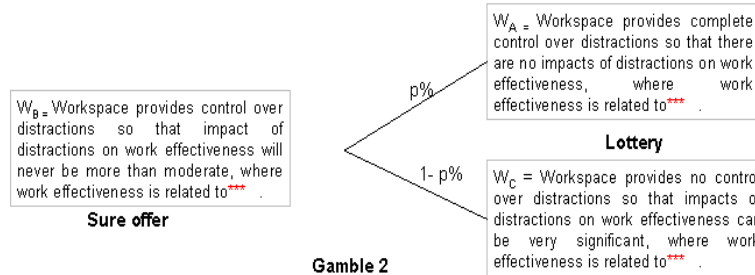 W_B = Workspace provides control over
distractions so that impact of
distractions on work effectiveness will
never be more than moderate, where
work effectiveness is related to*** .
Sure offer
p%
1- p%
W_A = Workspace provides complete
control over distractions so that there
are no impacts of distractions on work
effectiveness, where work
effectiveness is related to*** .
Lottery
W_C = Workspace provides no control
over distractions so that impacts o
distractions on work effectiveness can
be very significant, where work
effectiveness is related to*** .
Gamble 2